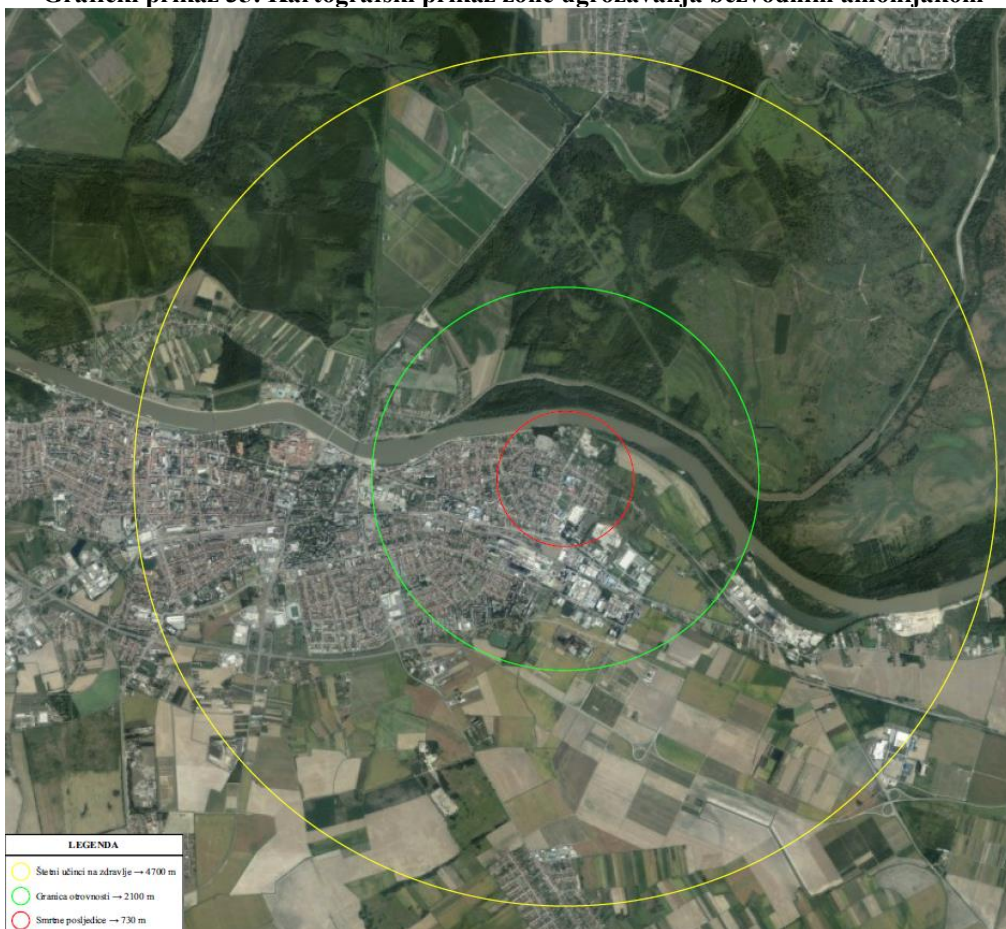 Grafički prikaz 35: Kartografski prikaz zone ugrožavanja bezvodnim amonijakom
LEGENDA
Štetni učinci na zdravlje → 4700 m
Granica otrovnosti → 2100 m
Smrtne posljedice → 730 m